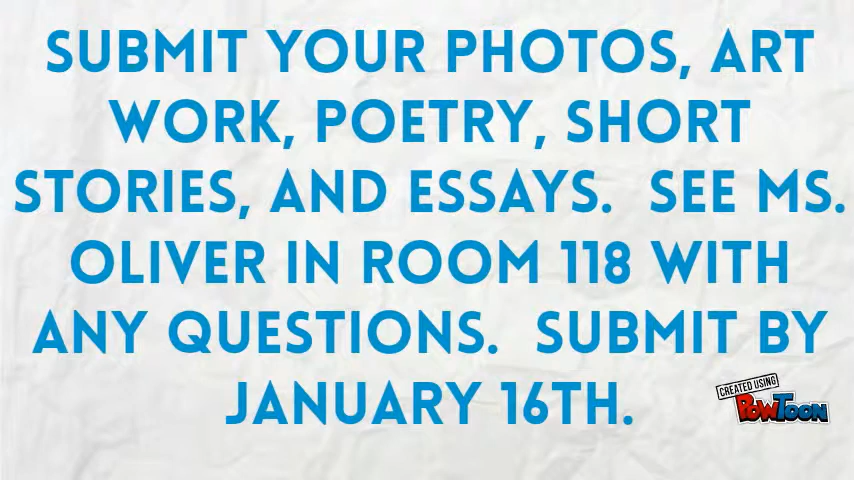 SUBMIT YOUR PHOTOS, ART
WORK, POETRY, SHORT
STORIES, AND ESSAYS. SEE MS.
OLIVER IN ROOM 118 WITH
ANY QUESTIONS. SUBMIT BY
JANUARY 16TH.
CREATED USING
POWTOON